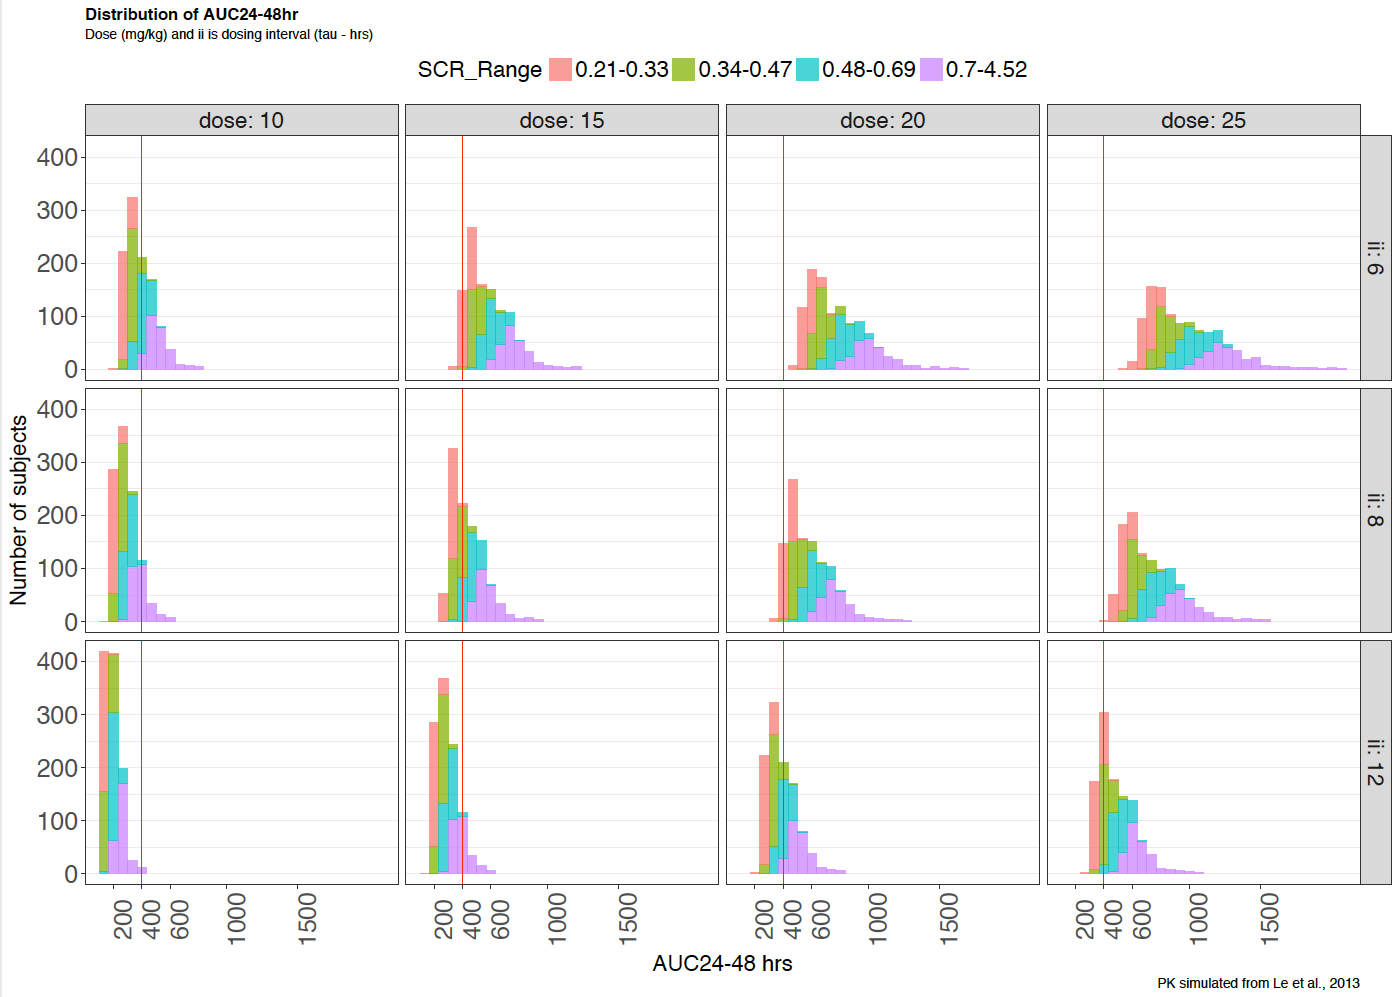 Distribution of AUC24-48hr
Dose (mg/kg) and ii is dosing interval (tau - hrs)
SCR_Range 0.21-0.33 0.34-0.47 0.48-0.69 0.7-4.52
dose: 10 dose: 15 dose: 20 dose: 25
400
300
200
100
0
ii: 6
400
300
200
100
0
ii: 8
Number of subjects
400
300
200
100
0
ii: 12
200 400 600 1000 1500 200 400 600 1000 1500 200 400 600 1000 1500 200 400 600 1000 1500
AUC24-48 hrs
PK simulated from Le et al., 2013